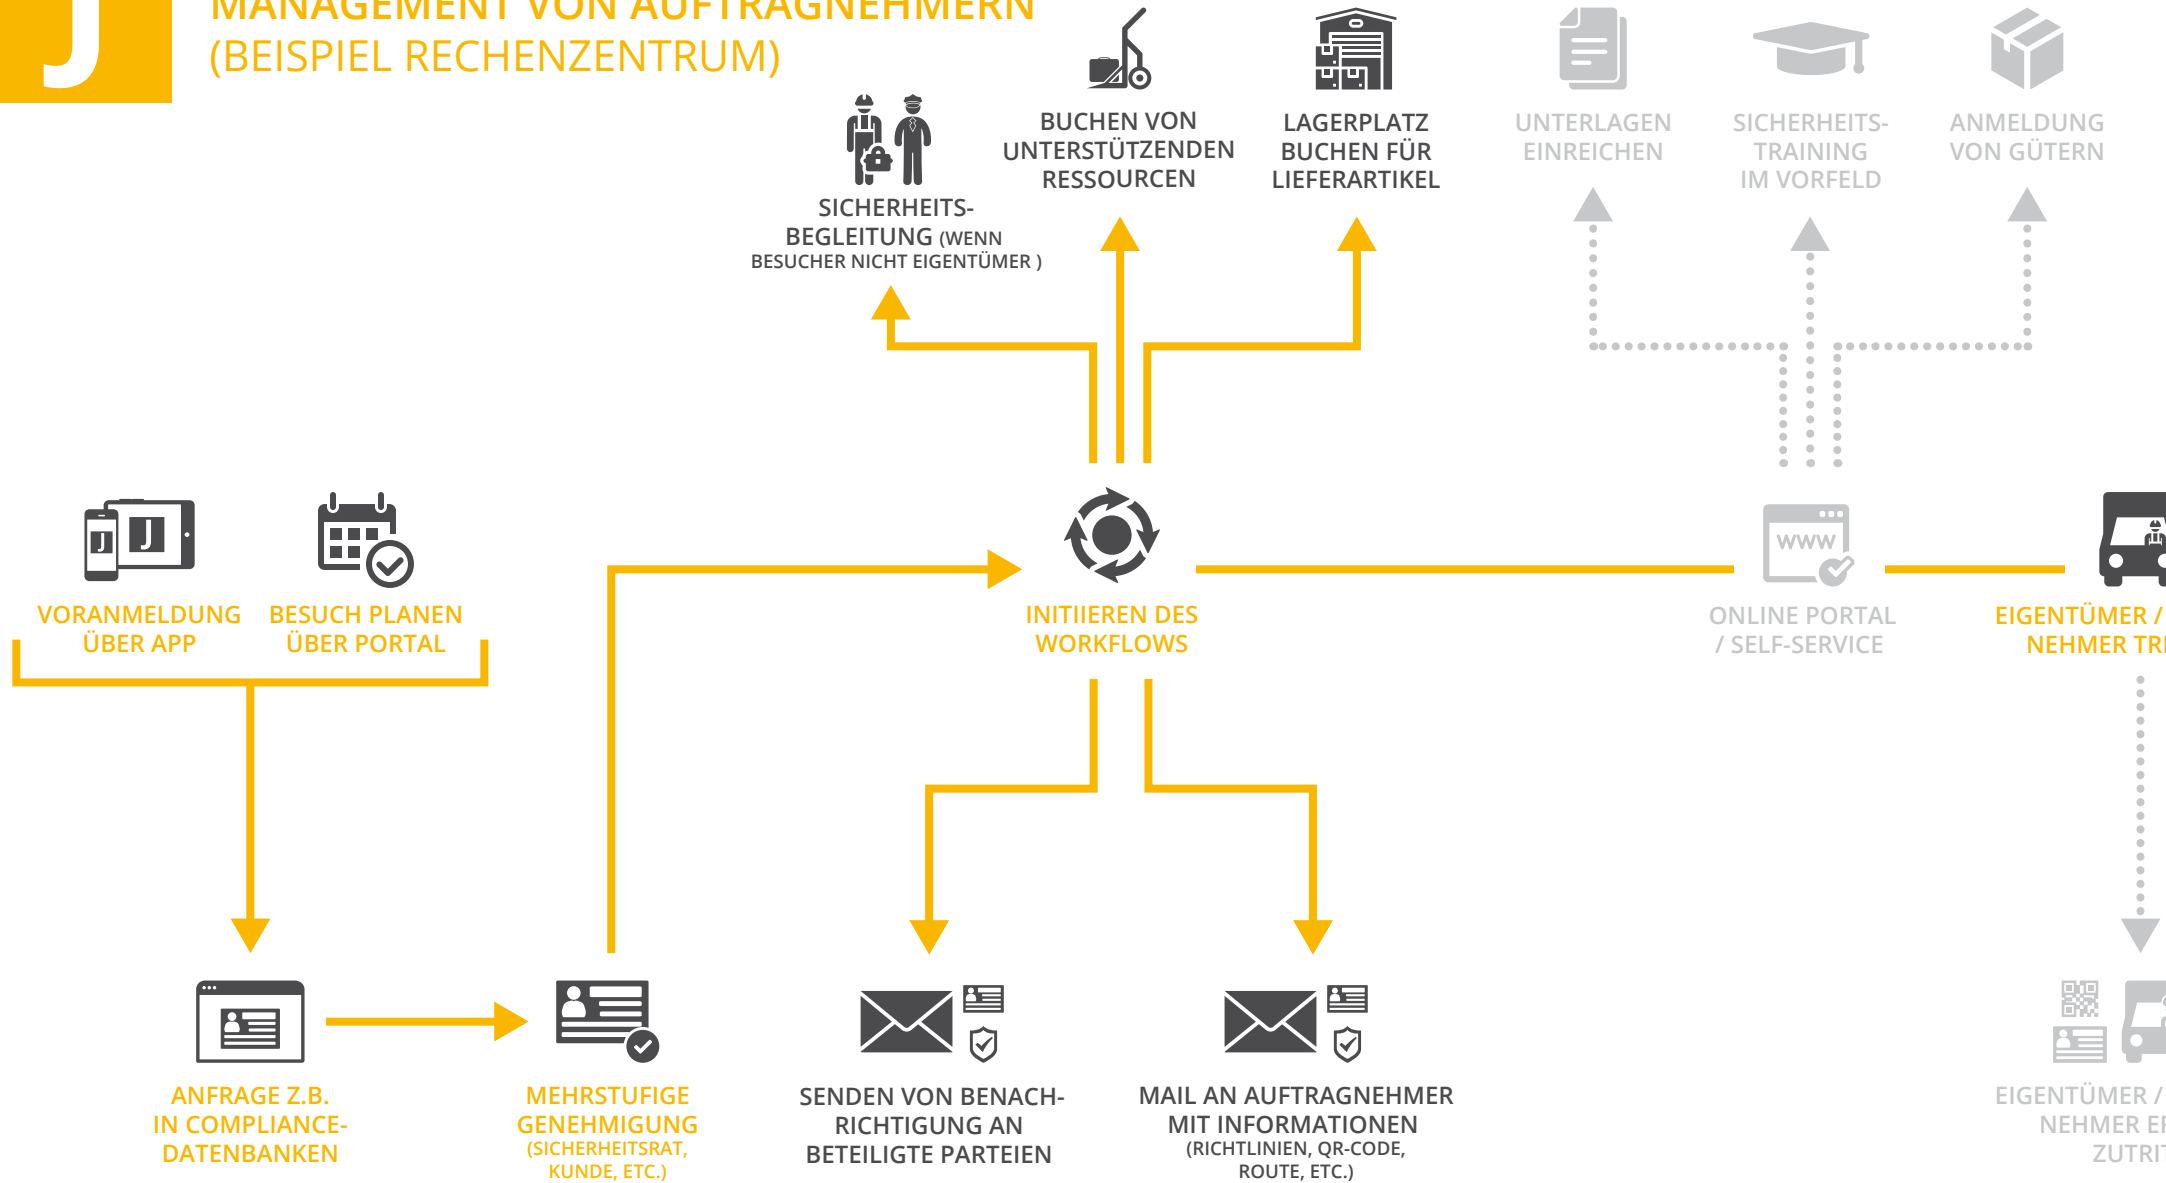 J
MANAGEMENT VON AUFTRAGNEHMERN
(BEISPIEL RECHENZENTRUM)
SICHERHEITS-
BEGLEITUNG (WENN
BESUCHER NICHT EIGENTÜMER )
BUCHEN VON
UNTERSTÜTZENDEN
RESSOURCEN
LAGERPLATZ
BUCHEN FÜR
LIEFERARTIKEL
UNTERLAGEN
EINREICHEN
SICHERHEITS-
TRAINING
IM VORFELD
ANMELDUNG
VON GÜTERN
J
J
VORANMELDUNG
ÜBER APP
BESUCH PLANEN
ÜBER PORTAL
INITIIEREN DES
WORKFLOWS
WWW
ONLINE PORTAL
/ SELF-SERVICE
EIGENTÜMER /
NEHMER
ANFRAGE Z.B.
IN COMPLIANCE-
DATENBANKEN
MEHRSTUFIGE
GENEHMIGUNG
(SICHERHEITSRAT,
KUNDE, ETC.)
SENDEN VON BENACH-
RICHTIGUNG AN
BETEILIGTE PARTEIEN
MAIL AN AUFTRAGNEHMER
MIT INFORMATIONEN
(RICHTLINIEN, QR-CODE,
ROUTE, ETC.)
EIGENTÜMER /
NEHMER